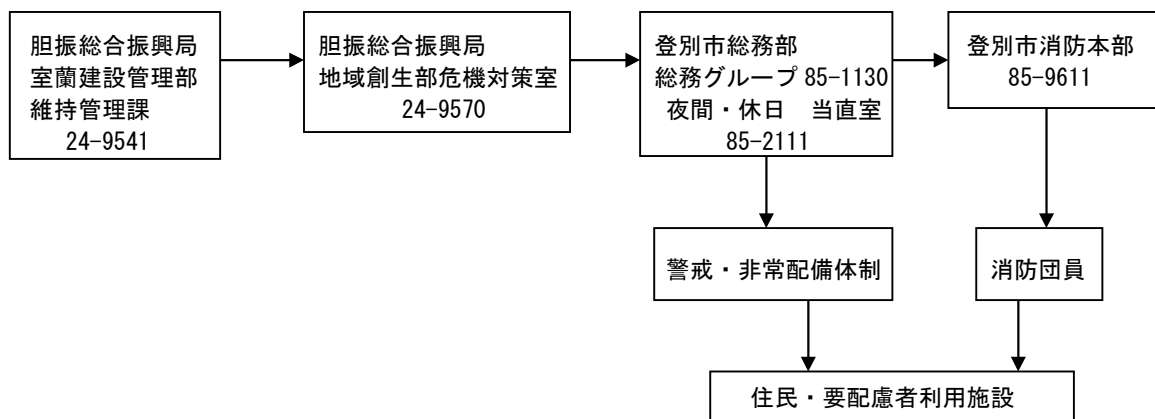 胆振総合振興局
室蘭建設管理部
維持管理課
24-9541
胆振総合振興局
地域創生部危機対策室
24-9570
登別市総務部
総務グループ 85-1130
夜間・休日　当直室
85-2111
登別市消防本部
85-9611
警戒・非常配備体制
消防団員
住民・要配慮者利用施設